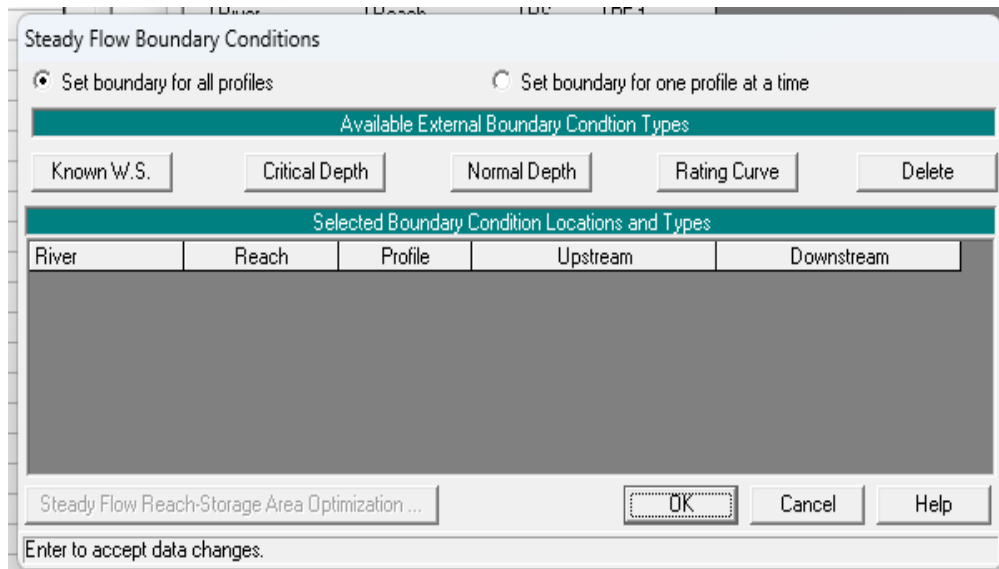 Steady Flow Boundary Conditions
Set boundary for all profiles Set boundary for one profile at a time
Available External Boundary Condtion Types
Known W.S. Critical Depth Normal Depth Rating Curve Delete
Selected Boundary Condition Locations and Types
River Reach Profile Upstream Downstream
Steady Flow Reach-Storage Area Optimization ... OK Cancel Help
Enter to accept data changes.